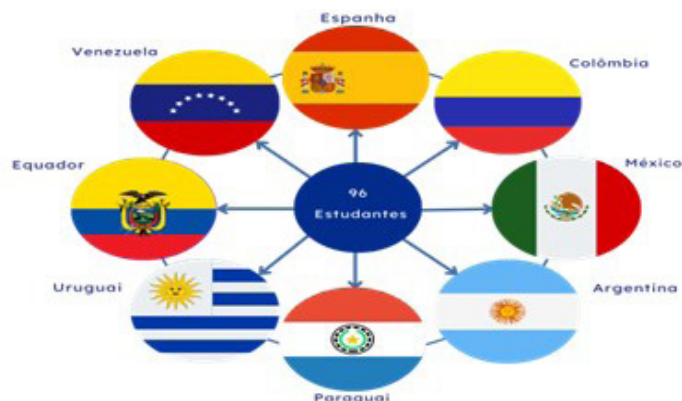 Espanha
Venezuela
Colômbia
Equador
96
Estudantes
México
Uruguai
Argentina
Paraguai